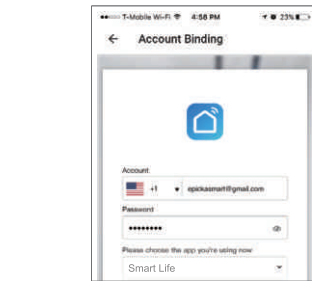 T-Mobile Wi-Fi 4:58 PM 23%
Account Binding
Account
+1 epickasmart@gmail.com
Password
••••••••
Please choose the app you're using now
Smart Life